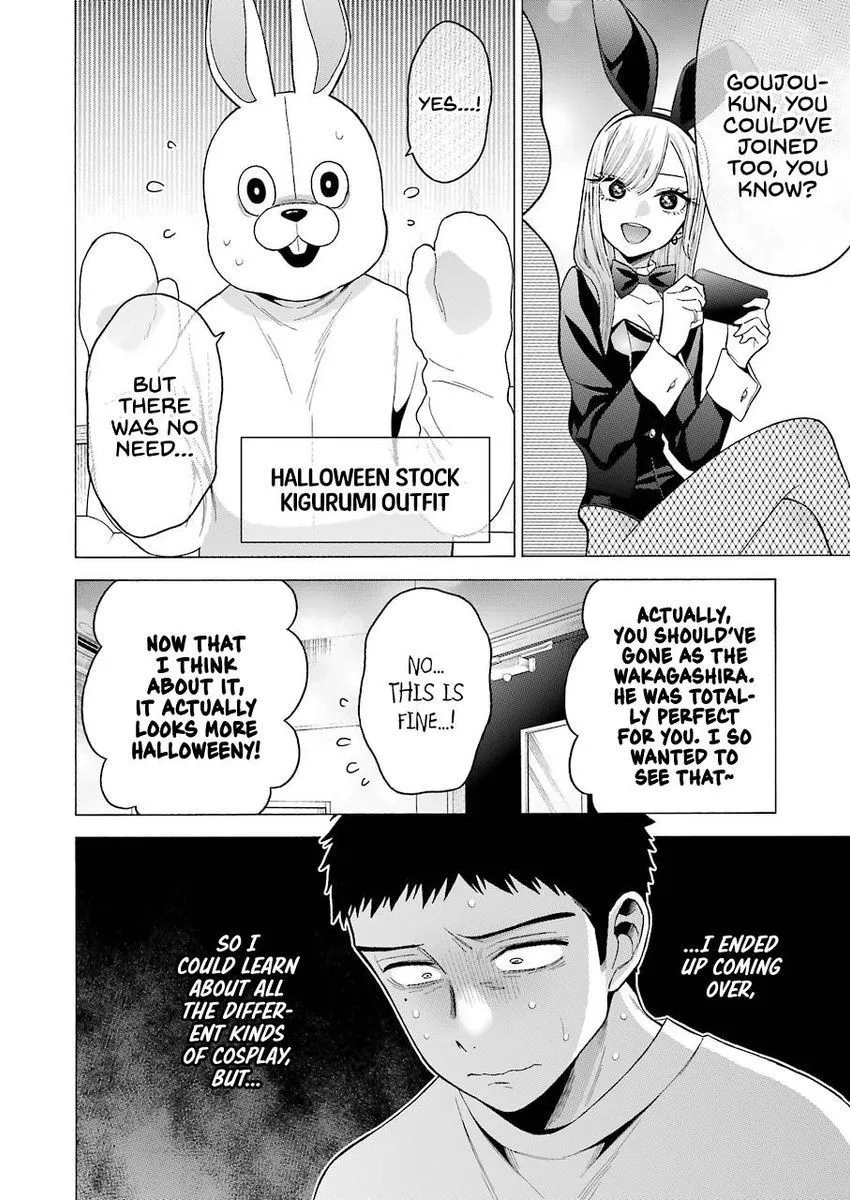 GOUJOU-
KUN, YOU
COULD'VE
JOINED
TOO, YOU
KNOW?
YES...!
BUT
THERE
WAS NO
NEED...
HALLOWEEN STOCK
KIGURUMI OUTFIT
ACTUALLY,
YOU SHOULD'VE
GONE AS THE
WAKAGASHIRA.
HE WAS TOTAL-
LY PERFECT
FOR YOU. I SO
WANTED TO
SEE THAT~
NO...
THIS IS
FINE...!
NOW THAT
I THINK
ABOUT IT,
IT ACTUALLY
LOOKS MORE
HALLOWEENY!
...I ENDED
UP COMING
OVER,
SO I
COULD LEARN
ABOUT ALL
THE DIFFER-
ENT KINDS
OF COSPLAY,
BUT...